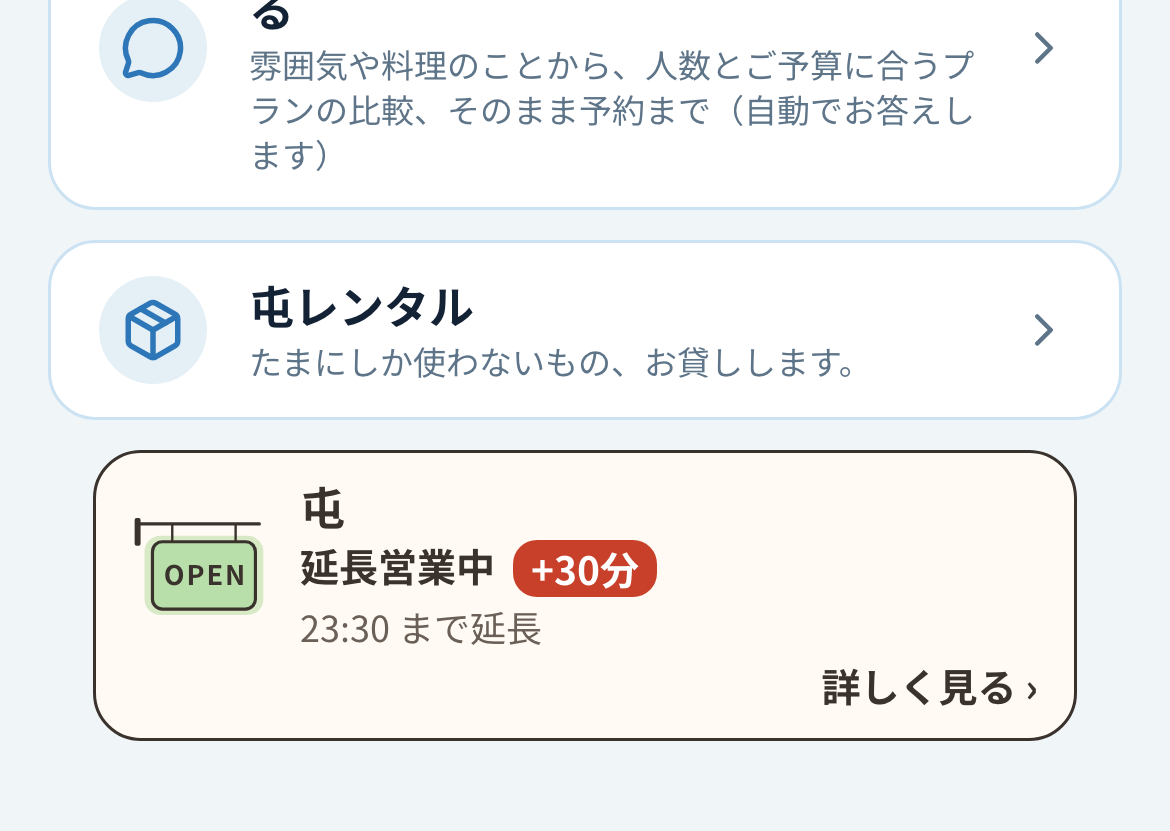 る
雰囲気や料理のことから、人数とご予算に合うプ
ランの比較、そのまま予約まで（自動でお答えし
ます）
屯レンタル
たまにしか使わないもの、お貸しします。
屯
OPEN
延長営業中 +30分
23:30 まで延長
詳しく見る ›